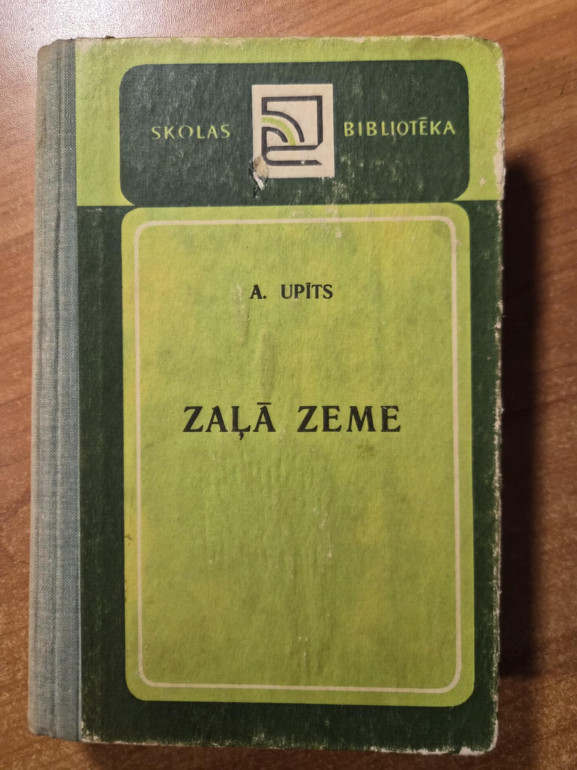 SKOLAS BIBLIOTĒKA
A. UPĪTS
ZAĻĀ ZEME